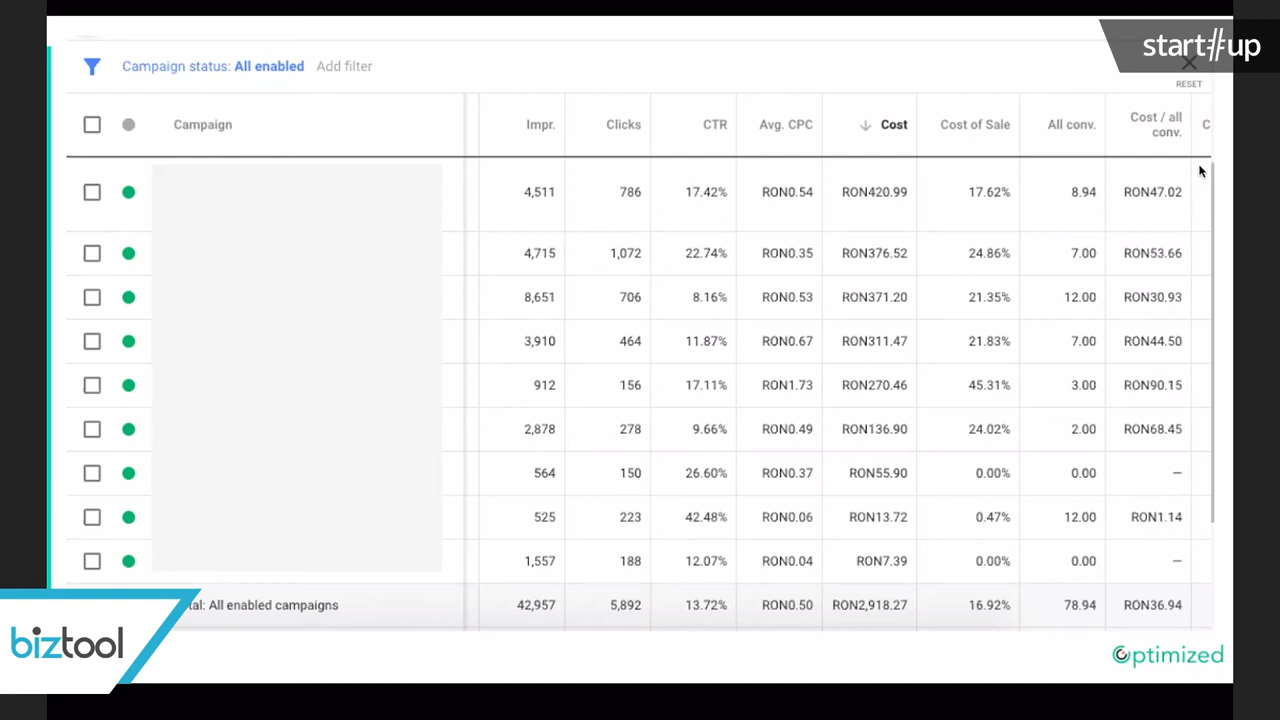 start#up
Campaign status: All enabled Add filter
RESET
Campaign Impr. Clicks CTR Avg. CPC Cost Cost of Sale All conv. Cost / all conv. C
4,511 786 17.42% RON0.54 RON420.99 17.62% 8.94 RON47.02
4,715 1,072 22.74% RON0.35 RON376.52 24.86% 7.00 RON53.66
8,651 706 8.16% RON0.53 RON371.20 21.35% 12.00 RON30.93
3,910 464 11.87% RON0.67 RON311.47 21.83% 7.00 RON44.50
912 156 17.11% RON1.73 RON270.46 45.31% 3.00 RON90.15
2,878 278 9.66% RON0.49 RON136.90 24.02% 2.00 RON68.45
564 150 26.60% RON0.37 RON55.90 0.00% 0.00 —
525 223 42.48% RON0.06 RON13.72 0.47% 12.00 RON1.14
1,557 188 12.07% RON0.04 RON7.39 0.00% 0.00 —
tal: All enabled campaigns 42,957 5,892 13.72% RON0.50 RON2,918.27 16.92% 78.94 RON36.94
biztool
Optimized